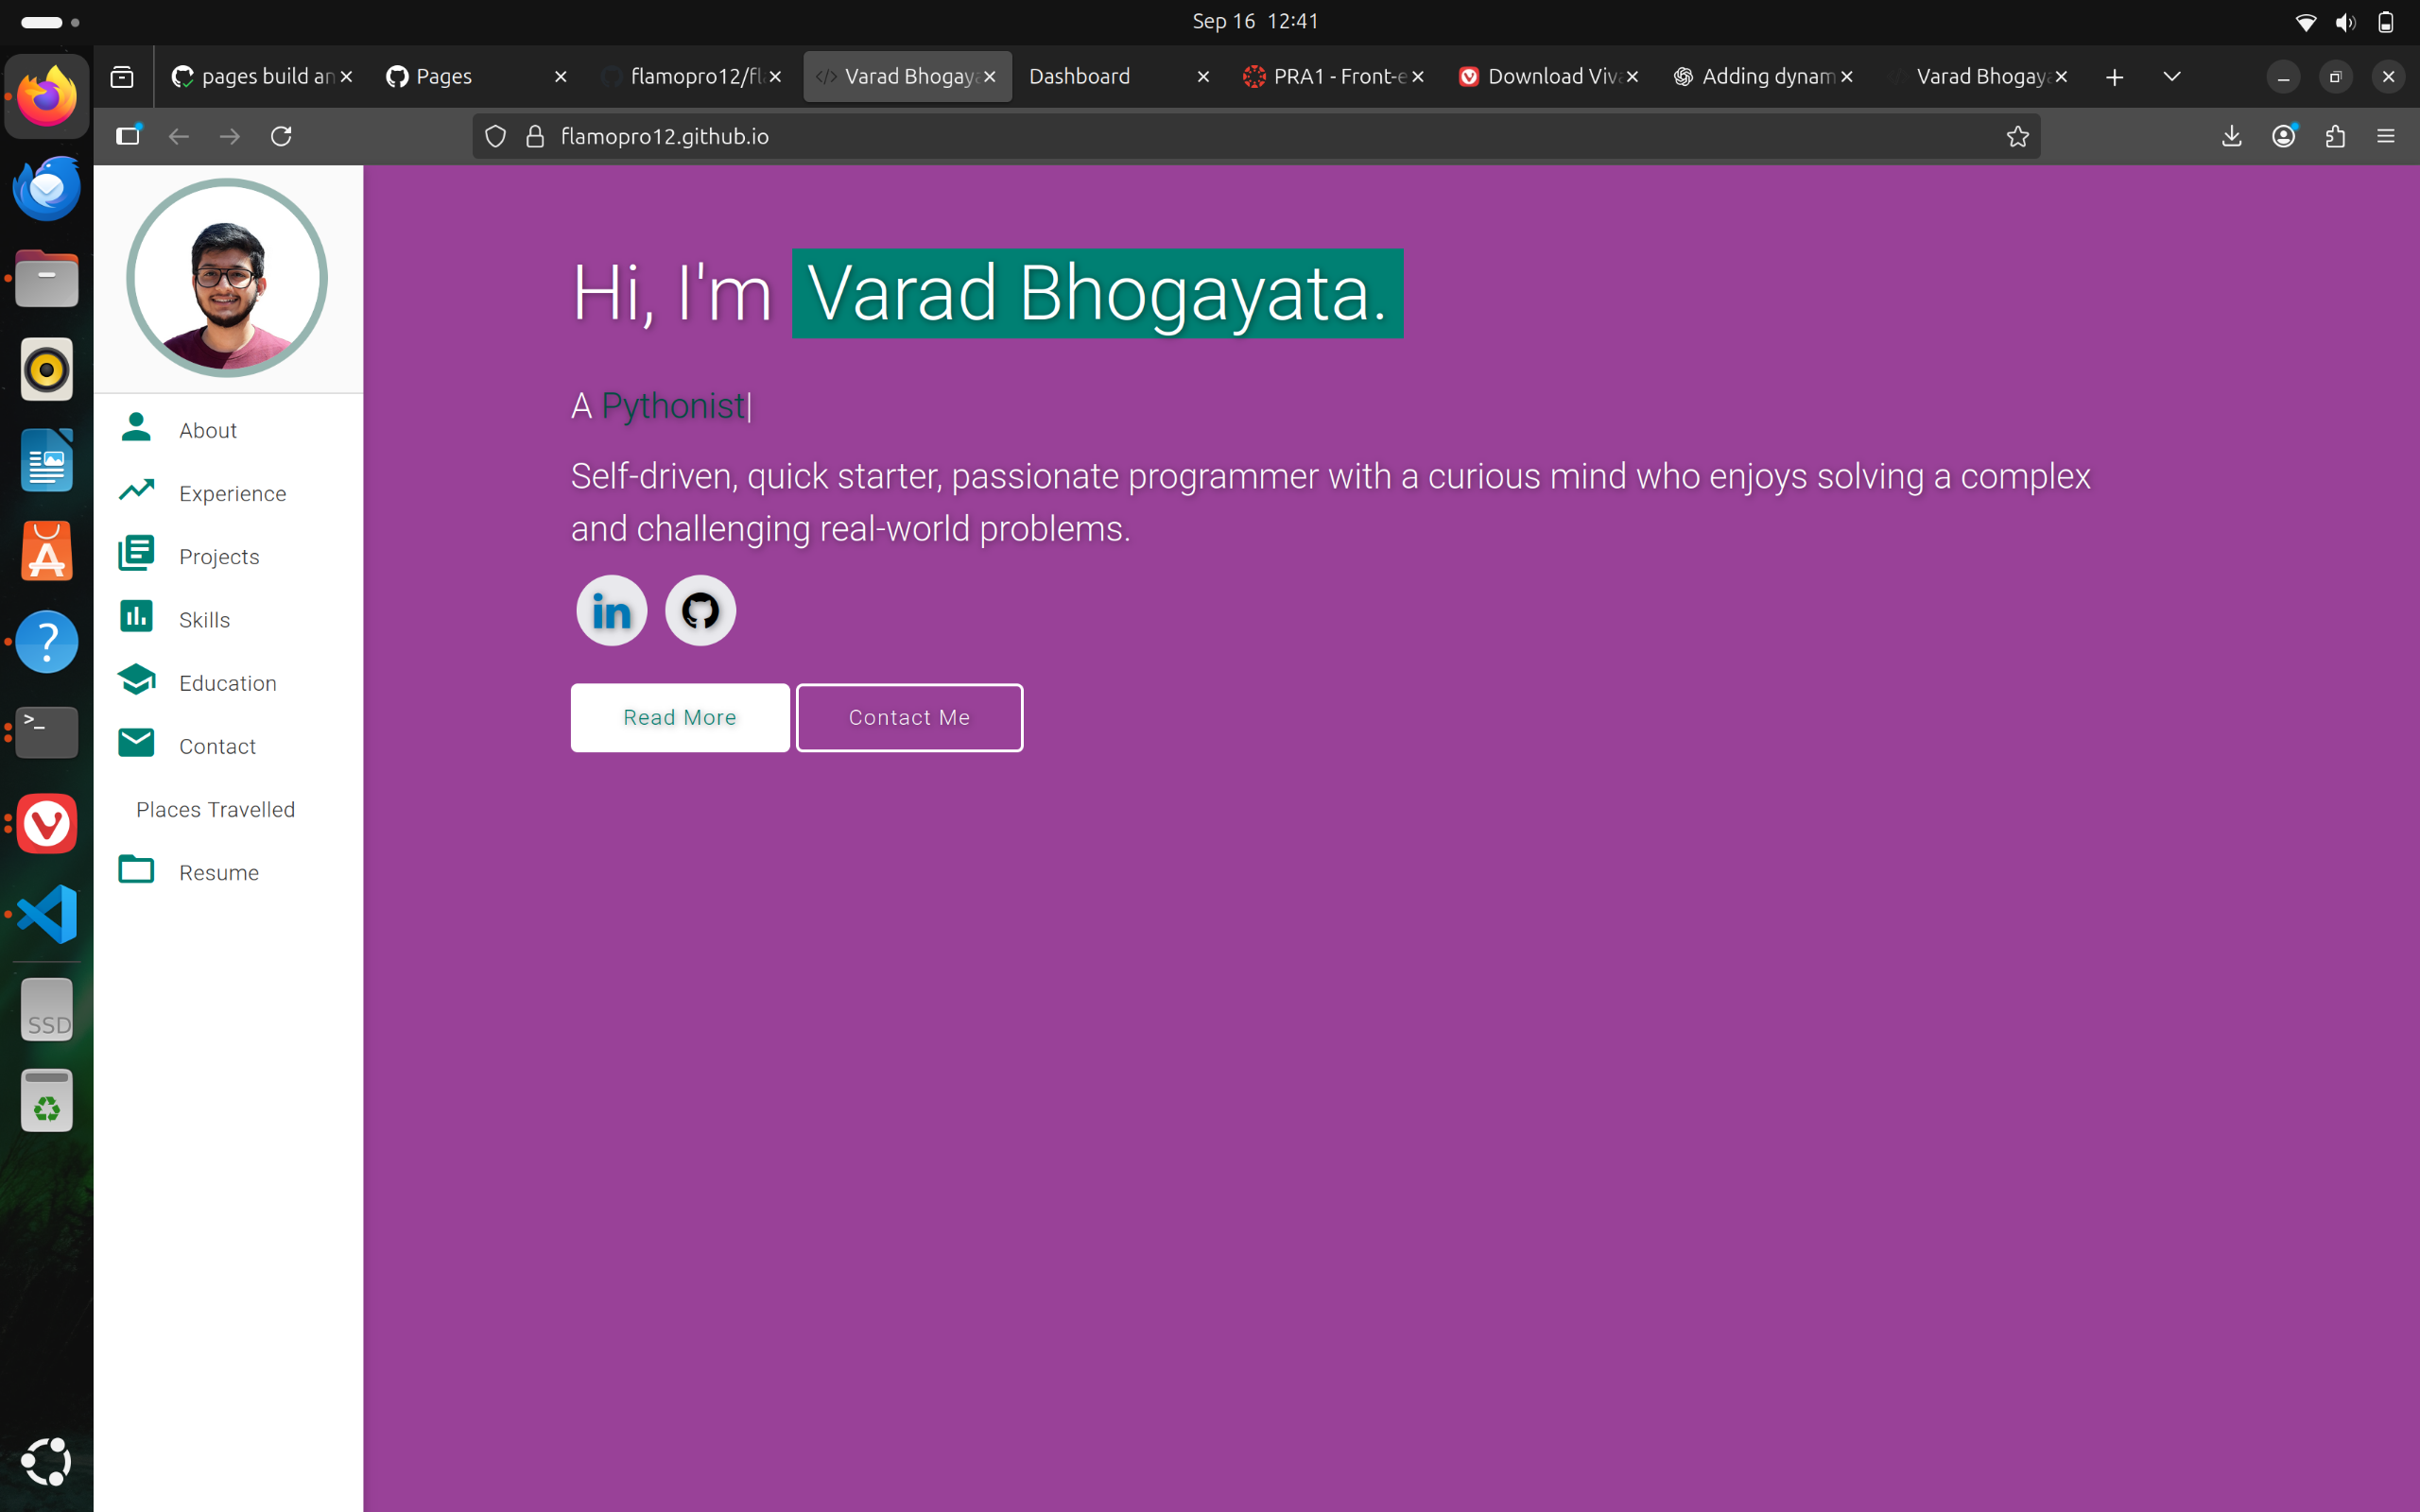 Sep 16 12:41
pages build an
Pages
flamopro12/fl
Varad Bhogay
Dashboard
PRA1 - Front-e
Download Viv
Adding dynam
Varad Bhogay
flamopro12.github.io
Hi, I'm Varad Bhogayata.
A Pythonist|
Self-driven, quick starter, passionate programmer with a curious mind who enjoys solving a complex
and challenging real-world problems.
in
Read More
Contact Me
About
Experience
Projects
Skills
Education
Contact
Places Travelled
Resume
SSD